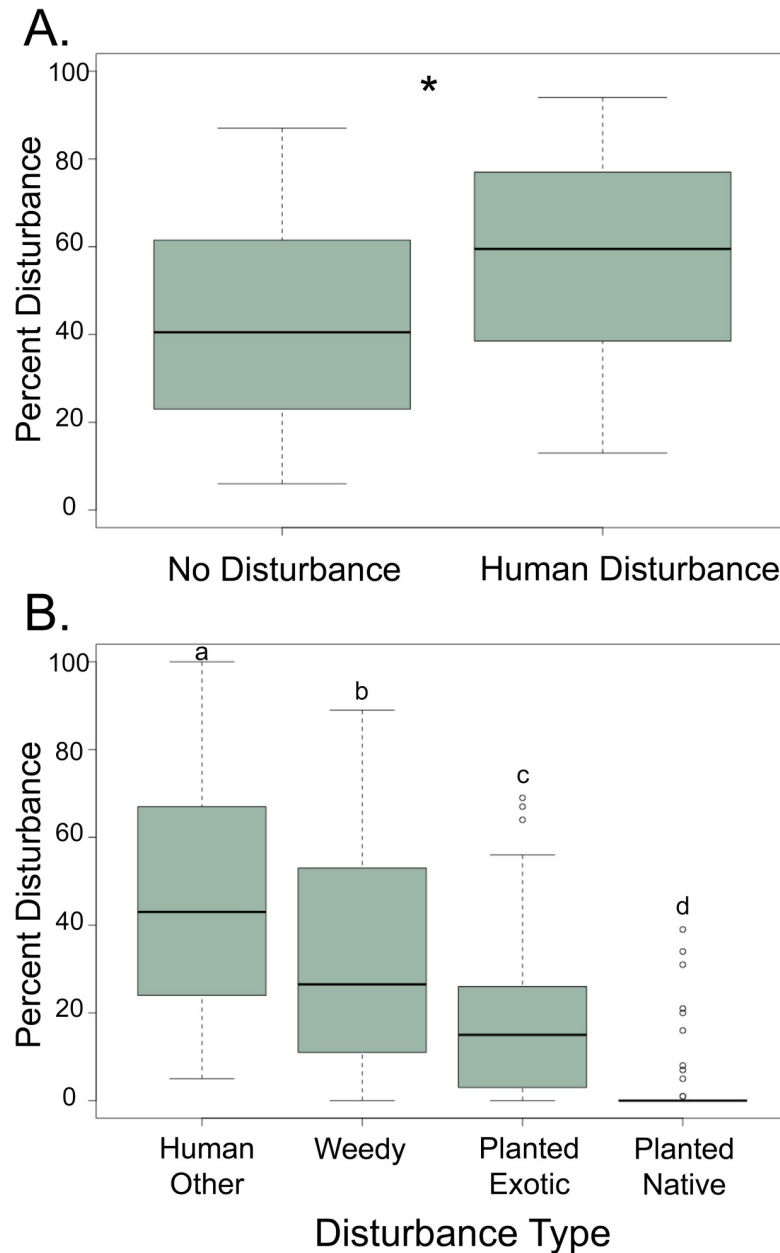 A.
Percent Disturbance
100
80
60
40
20
0
*
No Disturbance
Human Disturbance
B.
Percent Disturbance
100
80
60
40
20
0
a
b
c
d
Human
Other
Weedy
Planted
Exotic
Planted
Native
Disturbance Type